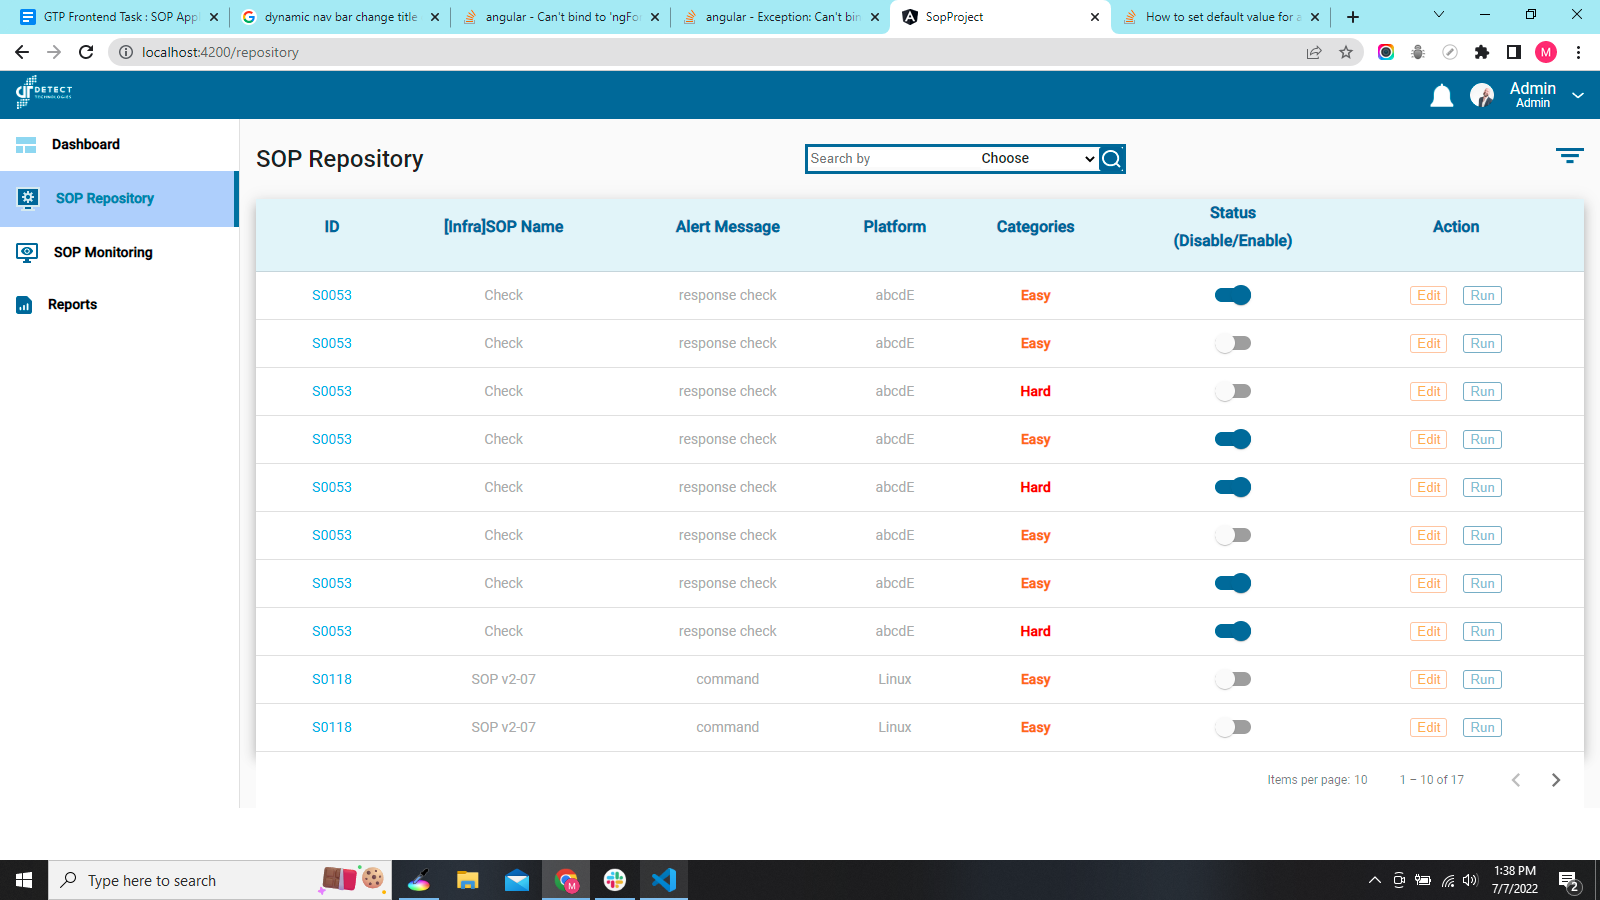 GTP Frontend Task : SOP Appl
dynamic nav bar change title
angular - Can't bind to 'ngFor
angular - Exception: Can't bin
SopProject
How to set default value for a
localhost:4200/repository
M
DETECT
TECHNOLOGIES
Admin
Admin
Dashboard
SOP Repository
SOP Monitoring
Reports
SOP Repository
Search by
Choose
ID [Infra]SOP Name Alert Message Platform Categories Status (Disable/Enable) Action
S0053 Check response check abcdE Easy Edit Run
S0053 Check response check abcdE Easy Edit Run
S0053 Check response check abcdE Hard Edit Run
S0053 Check response check abcdE Easy Edit Run
S0053 Check response check abcdE Hard Edit Run
S0053 Check response check abcdE Easy Edit Run
S0053 Check response check abcdE Easy Edit Run
S0053 Check response check abcdE Hard Edit Run
S0118 SOP v2-07 command Linux Easy Edit Run
S0118 SOP v2-07 command Linux Easy Edit Run
Items per page: 10 1 – 10 of 17
Type here to search
M
1:38 PM
7/7/2022
2